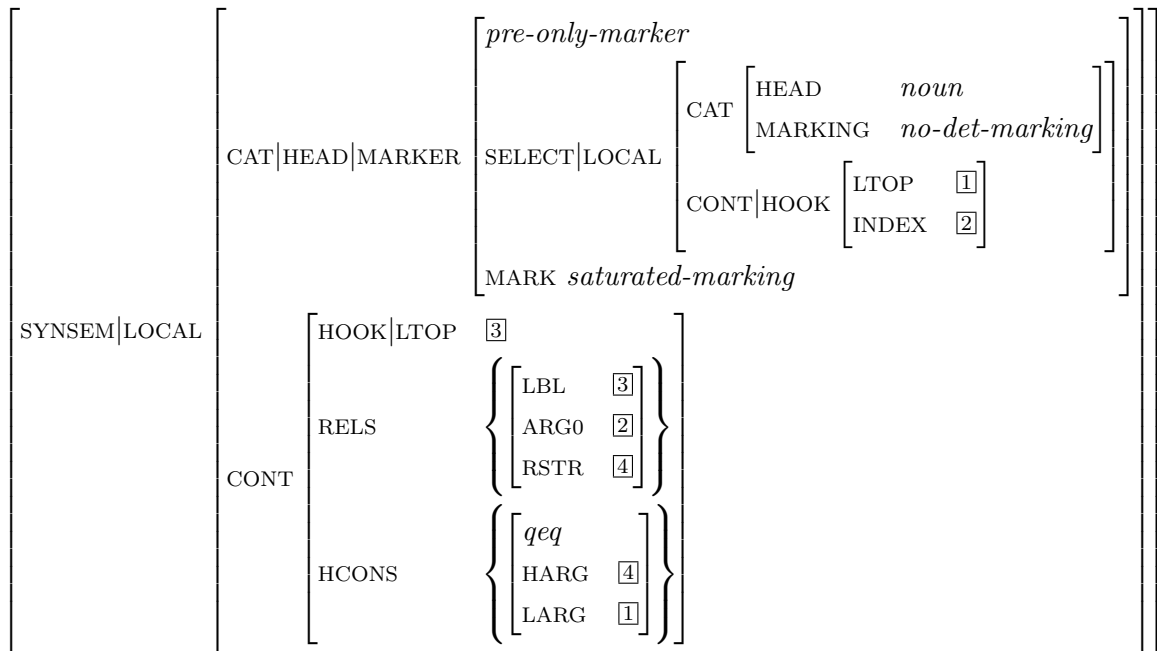 pre-only-marker
HEAD noun
CAT
MARKING no-det-marking
CAT|HEAD|MARKER SELECT|LOCAL
LTOP 1
CONT|HOOK
INDEX 2
MARK saturated-marking
SYNSEM|LOCAL
HOOK|LTOP 3
LBL 3
RELS ARG0 2
RSTR 4
CONT
qeq
HCONS HARG 4
LARG 1